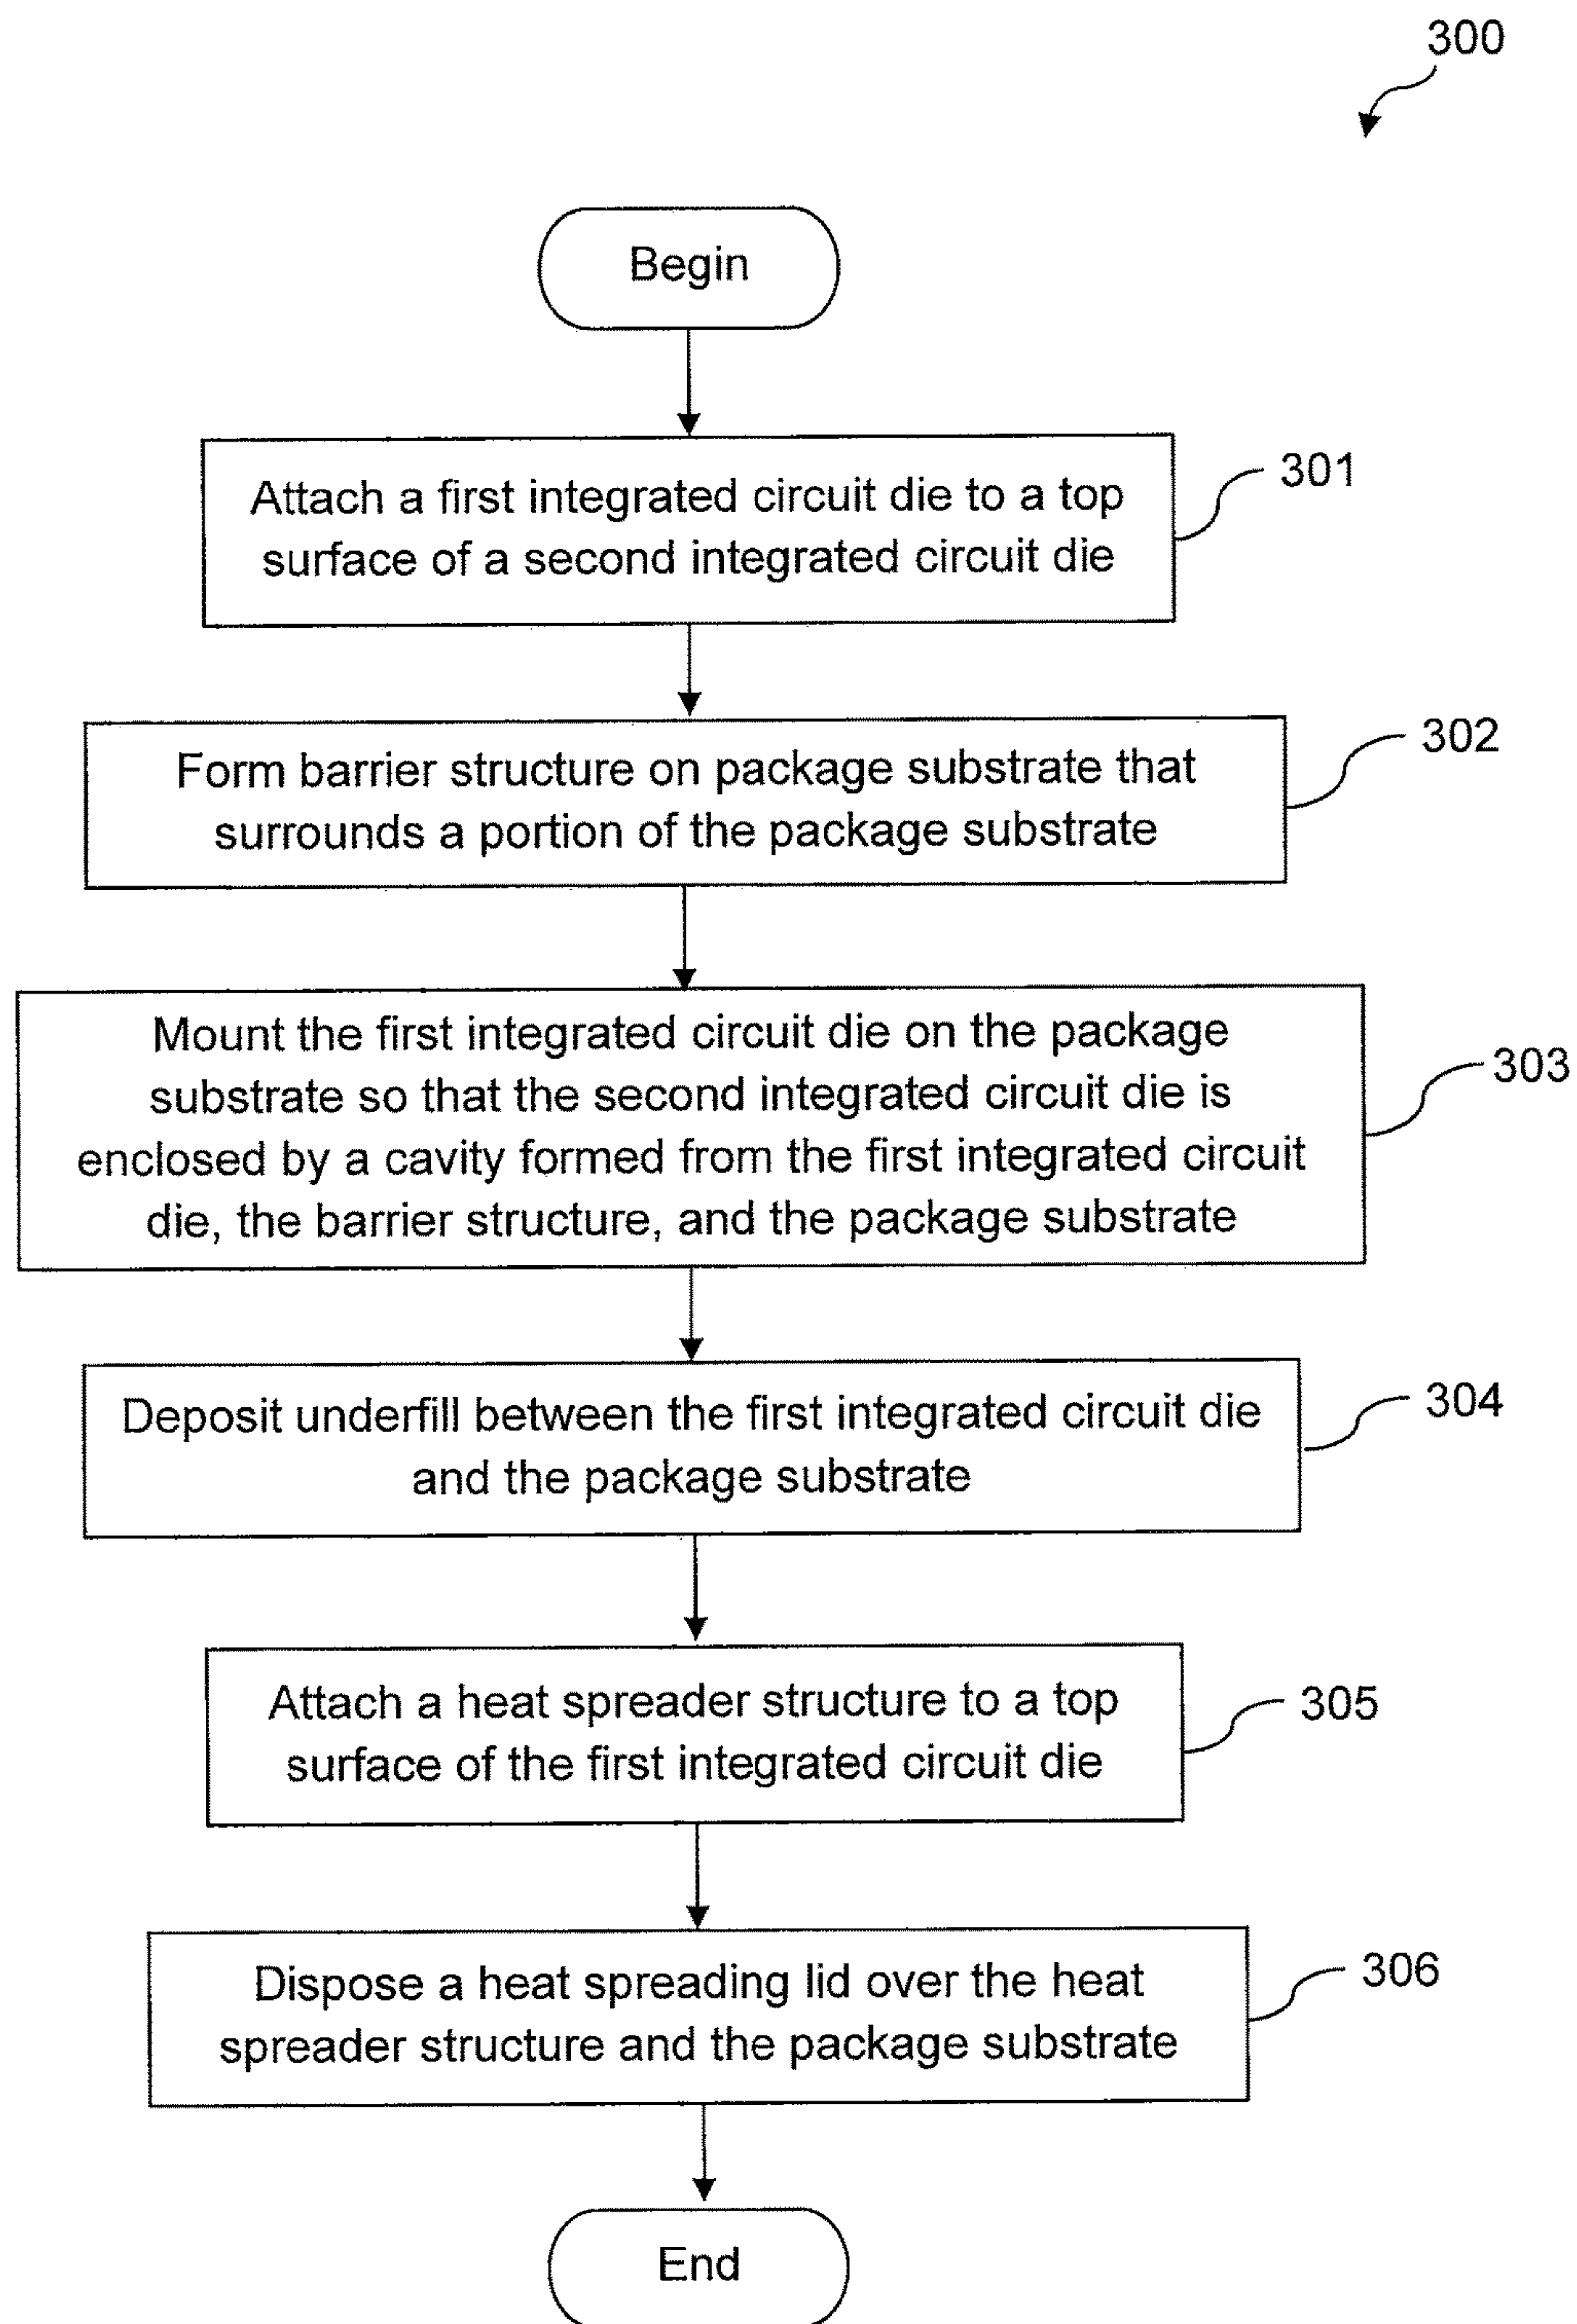 300
Begin
Attach a first integrated circuit die to a top
surface of a second integrated circuit die
301
Form barrier structure on package substrate that
surrounds a portion of the package substrate
302
Mount the first integrated circuit die on the package
substrate so that the second integrated circuit die is
enclosed by a cavity formed from the first integrated circuit
die, the barrier structure, and the package substrate
303
Deposit underfill between the first integrated circuit die
and the package substrate
304
Attach a heat spreader structure to a top
surface of the first integrated circuit die
305
Dispose a heat spreading lid over the heat
spreader structure and the package substrate
306
End